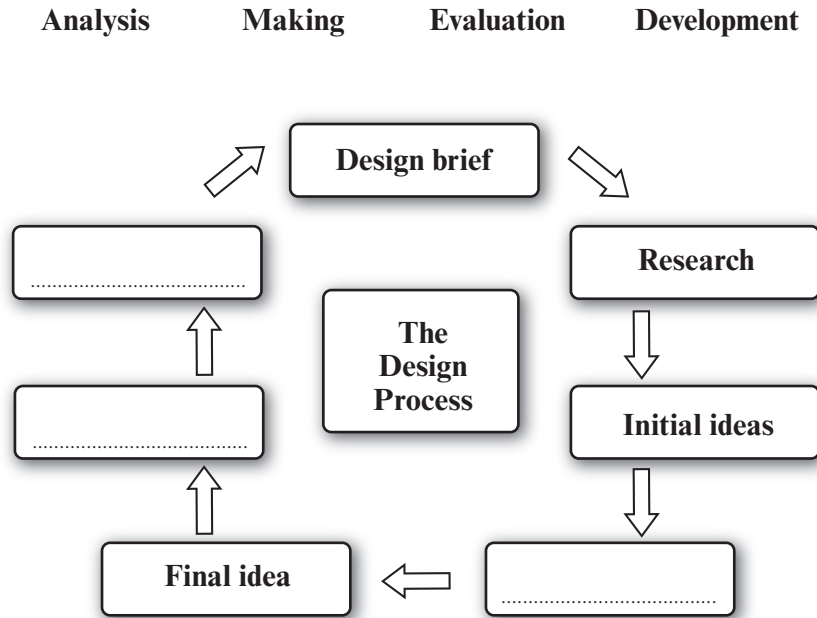 Analysis Making Evaluation Development
Design brief
Research
The
Design
Process
Initial ideas
Final idea